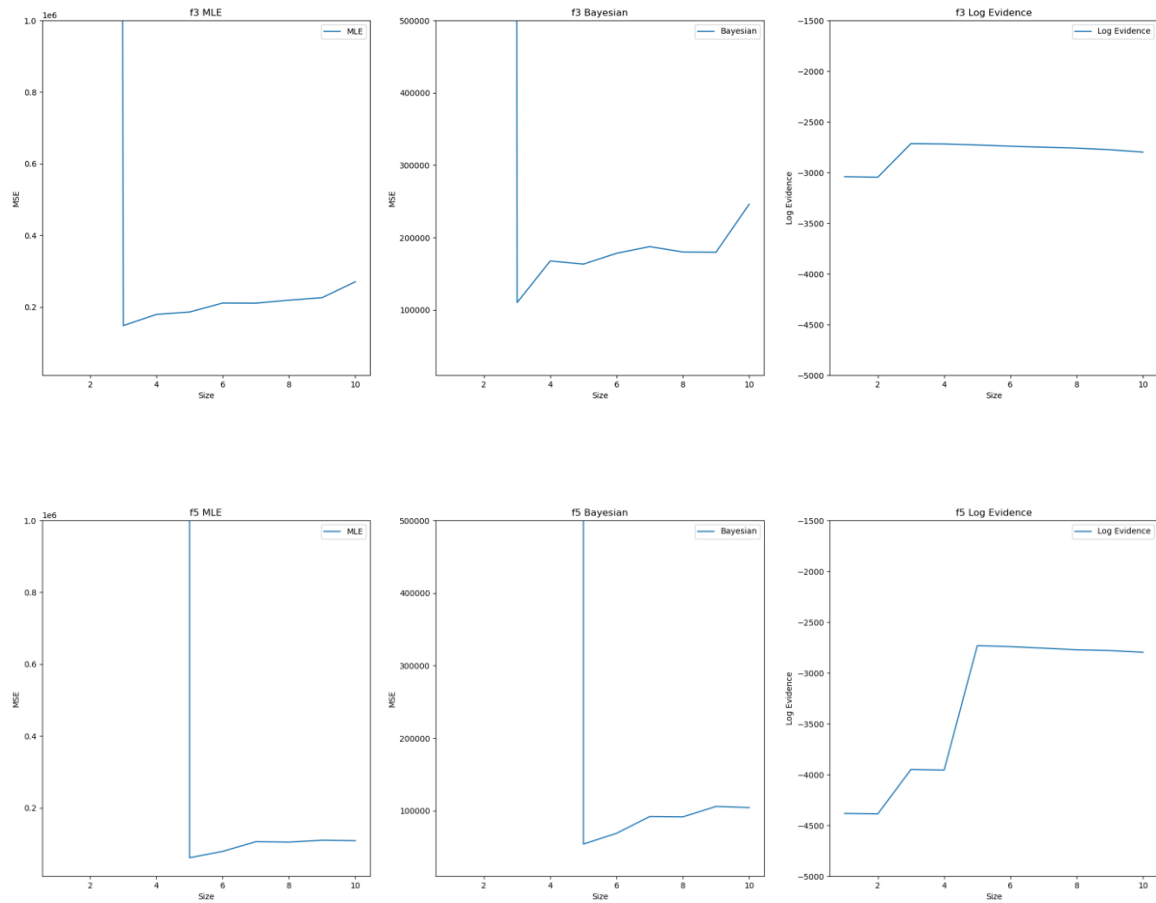 f3 MLE
1e6
MLE
1.0
0.8
0.6
0.4
0.2
MSE
2 4 6 8 10
Size
f3 Bayesian
Bayesian
500000
400000
300000
200000
100000
MSE
2 4 6 8 10
Size
f3 Log Evidence
Log Evidence
−1500
−2000
−2500
−3000
−3500
−4000
−4500
−5000
Log Evidence
2 4 6 8 10
Size
f5 MLE
1e6
MLE
1.0
0.8
0.6
0.4
0.2
MSE
2 4 6 8 10
Size
f5 Bayesian
Bayesian
500000
400000
300000
200000
100000
MSE
2 4 6 8 10
Size
f5 Log Evidence
Log Evidence
−1500
−2000
−2500
−3000
−3500
−4000
−4500
−5000
Log Evidence
2 4 6 8 10
Size